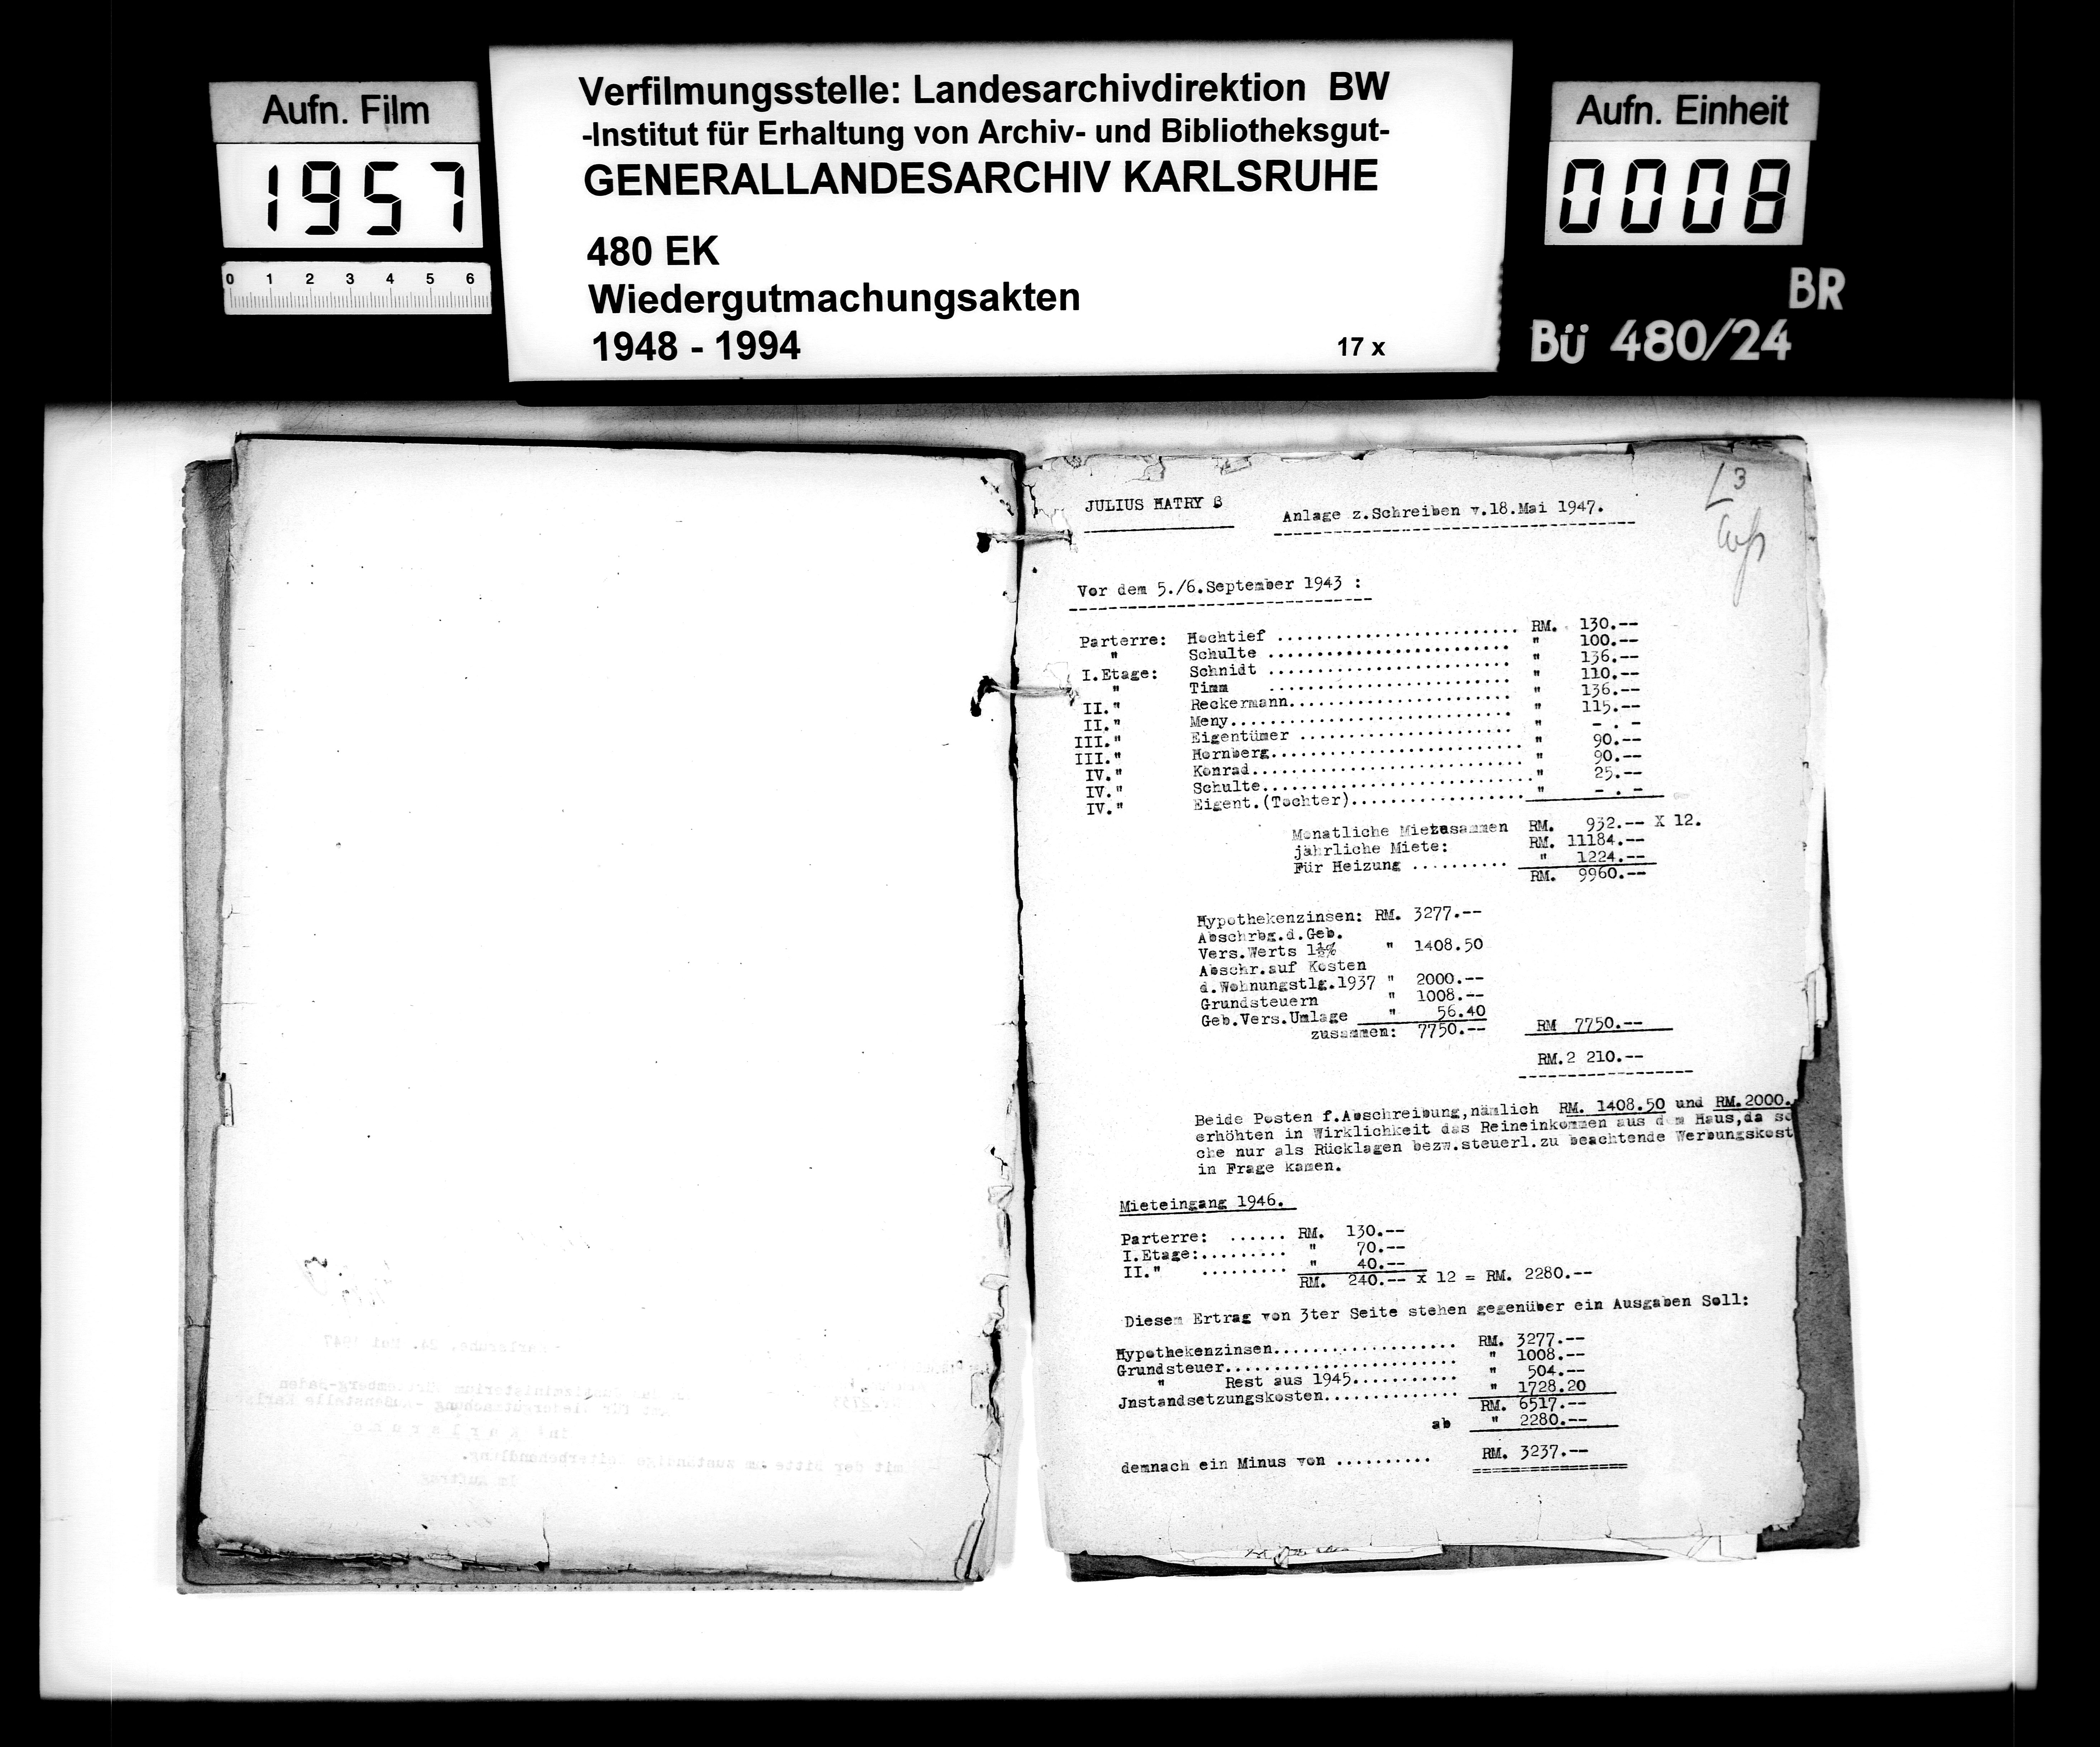 Aufn. Film
1957
0 1 2 3 4 5 6
Verfilmungsstelle: Landesarchivdirektion BW
-Institut für Erhaltung von Archiv- und Bibliotheksgut-
GENERALLANDESARCHIV KARLSRUHE
480 EK
Wiedergutmachungsakten
1948 - 1994
17 x
Aufn. Einheit
0008
BR
Bü 480/24
3
JULIUS HATRY
Anlage z.Schreiben v.18.Mai 1947.
Vor dem 5./6.September 1943 :
Parterre: Hochtief ........................ RM. 130.--
" Schulte ........................ " 100.--
I.Etage: Schnidt ........................ " 136.--
" Timm ........................ " 110.--
II." Reckermann....................... " 136.--
II." Meny............................ " 115.--
III." Eigentümer ...................... " - . -
III." Hornberg......................... " 90.--
IV." Konrad........................... " 90.--
IV." Schulte........................... " 25.--
IV." Eigent.(Tochter).................. " - . -
Monatliche Mietezusammen RM. 932.-- X 12.
jährliche Miete: RM. 11184.--
Für Heizung .......... " 1224.--
RM. 9960.--
Hypothekenzinsen: RM. 3277.--
Abschrbg.d.Geb.
Vers.Werts 1½% " 1408.50
Abschr.auf Kosten
d.Wohnungstlg.1937 " 2000.--
Grundsteuern " 1008.--
Geb.Vers.Umlage " 56.40
zusammen: 7750.-- RM 7750.--
RM.2 210.--
Beide Posten f.Abschreibung,nämlich RM. 1408.50 und RM.2000.
erhöhten in Wirklichkeit das Reineinkommen aus dem Haus,da so
che nur als Rücklagen bezw.steuerl.zu beachtende Werbungskost
in Frage kamen.
Mieteingang 1946.
Parterre: ...... RM. 130.--
I.Etage:......... " 70.--
II." ......... " 40.--
RM. 240.-- x 12 = RM. 2280.--
Diesem Ertrag von 3ter Seite stehen gegenüber ein Ausgaben Soll:
Hypothekenzinsen................... RM. 3277.--
Grundsteuer........................ " 1008.--
" Rest aus 1945........... " 504.--
Jnstandsetzungskosten.............. " 1728.20
RM. 6517.--
ab " 2280.--
demnach ein Minus von .......... RM. 3237.--